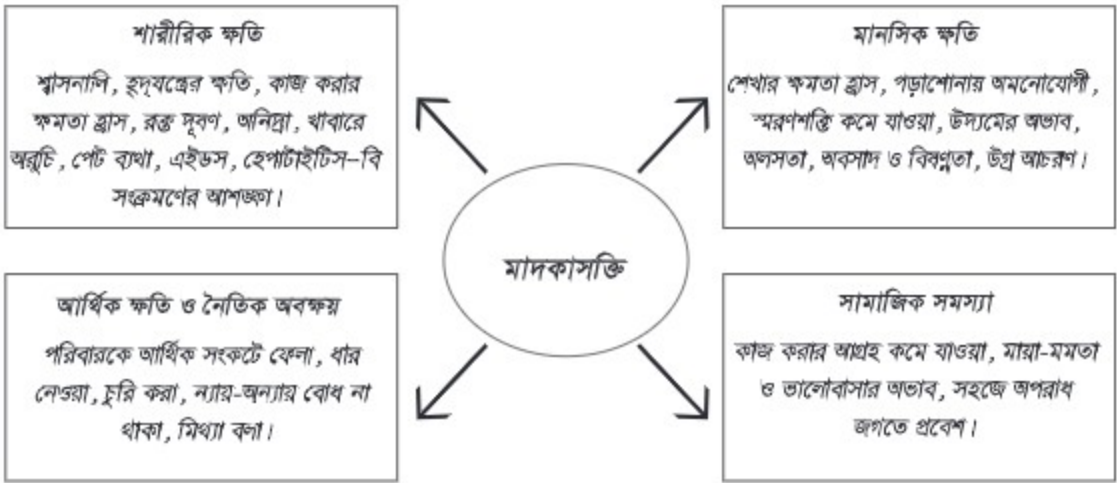 শারীরিক ক্ষতি
শ্বাসনালি, হৃদ্‌যন্ত্রের ক্ষতি, কাজ করার
ক্ষমতা হ্রাস, রক্ত দূষণ, অনিদ্রা, খাবারে
অরুচি, পেট ব্যথা, এইডস, হেপাটাইটিস–বি
সংক্রমণের আশঙ্কা।
মানসিক ক্ষতি
শেখার ক্ষমতা হ্রাস, পড়াশোনায় অমনোযোগী,
স্মরণশক্তি কমে যাওয়া, উদ্যমের অভাব,
অলসতা, অবসাদ ও বিষণ্নতা, উগ্র আচরণ।
মাদকাসক্তি
আর্থিক ক্ষতি ও নৈতিক অবক্ষয়
পরিবারকে আর্থিক সংকটে ফেলা, ধার
নেওয়া, চুরি করা, ন্যায়-অন্যায় বোধ না
থাকা, মিথ্যা বলা।
সামাজিক সমস্যা
কাজ করার আগ্রহ কমে যাওয়া, মায়া-মমতা
ও ভালোবাসার অভাব, সহজে অপরাধ
জগতে প্রবেশ।